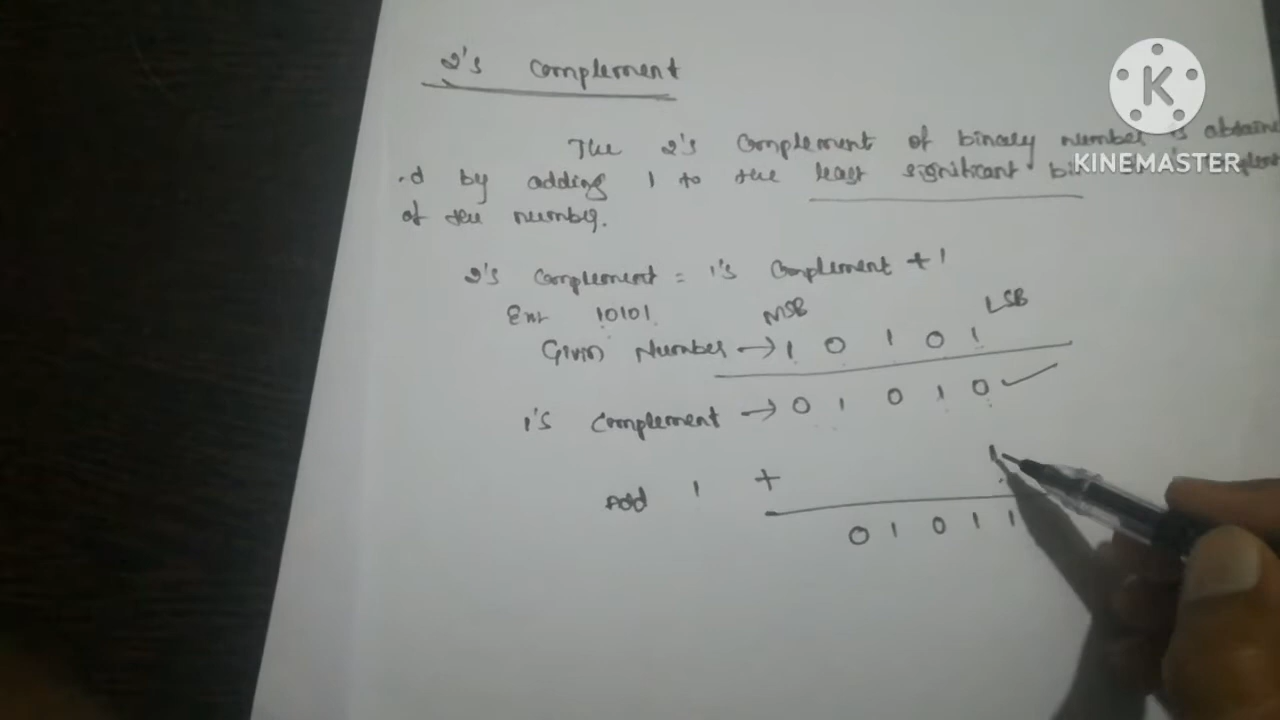 2's Complement
K
KINEMASTER
The 2's Complement of binary number is obtain
.d by adding 1 to the least significant bit
of the number.
2's Complement = 1's Complement + 1
10101
MSB LSB
Given Number → 1 0 1 0 1
1's Complement → 0 1 0 1 0 ✓
1
Add 1 +
0 1 0 1 1